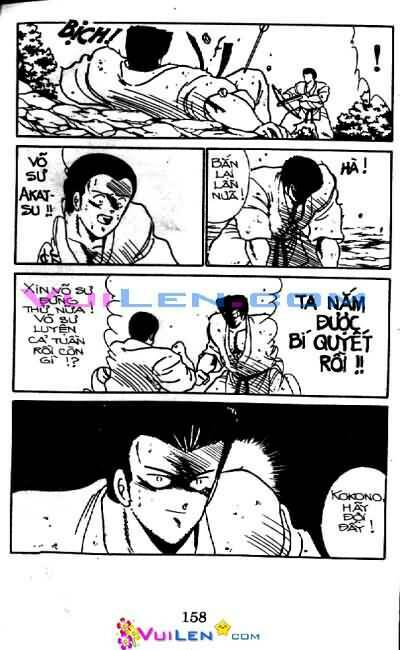 BỊCH!
!
VÕ
SƯ
AKAT-
SU !!
BẮN
LẠI
LẦN
NỮA!
HÀ!
XIN VÕ SƯ
ĐỪNG
THỬ NỮA!
VÕ SƯ
LUYỆN
CẢ TUẦN
RỒI CÒN
GÌ !?
TA NẮM
ĐƯỢC
BÍ QUYẾT
RỒI !!
VUILEN.COM
KOKONO,
HÃY
ĐỢI
ĐẤY!
158
VUILEN.COM